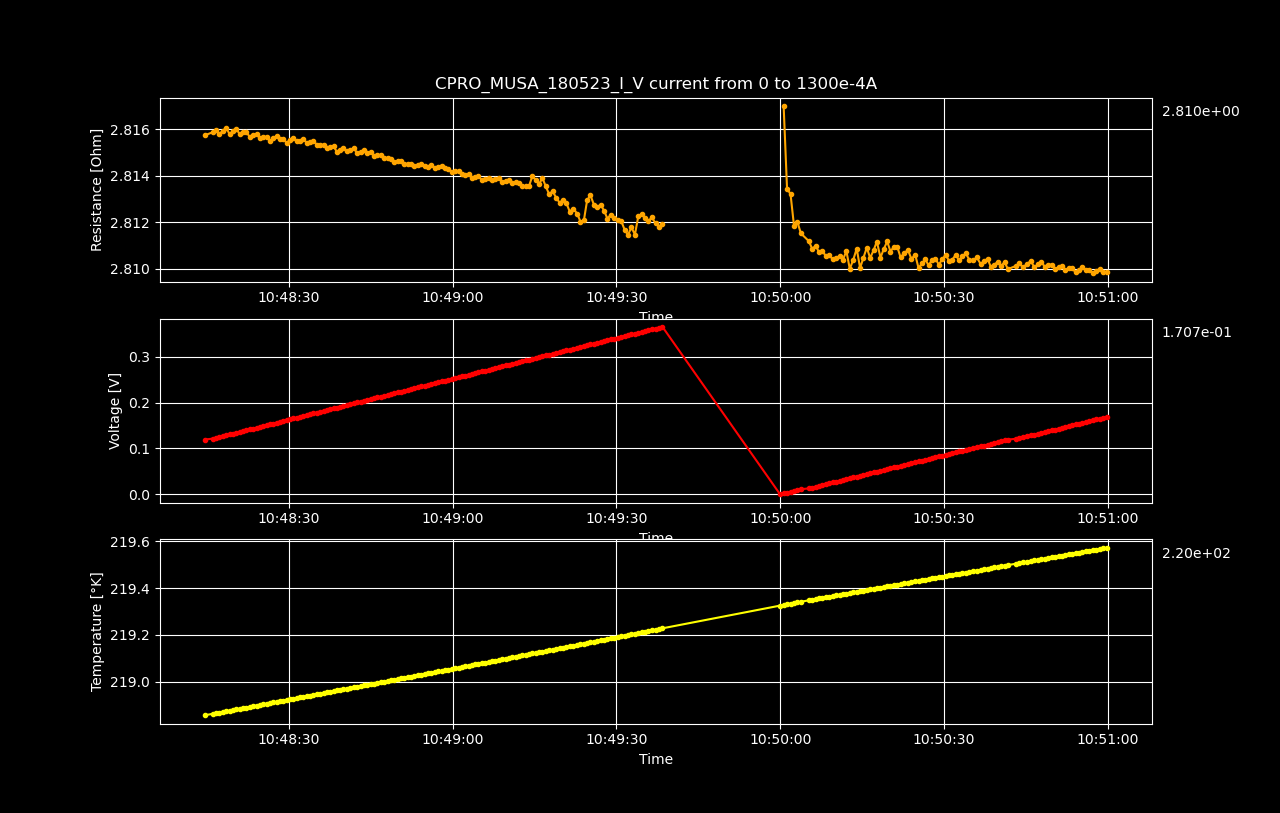 CPRO_MUSA_180523_I_V current from 0 to 1300e-4A
2.810e+00
Resistance [Ohm]
2.816
2.814
2.812
2.810
10:48:30 10:49:00 10:49:30 10:50:00 10:50:30 10:51:00
Time
1.707e-01
Voltage [V]
0.3
0.2
0.1
0.0
10:48:30 10:49:00 10:49:30 10:50:00 10:50:30 10:51:00
Time
2.20e+02
Temperature [°K]
219.6
219.4
219.2
219.0
10:48:30 10:49:00 10:49:30 10:50:00 10:50:30 10:51:00
Time